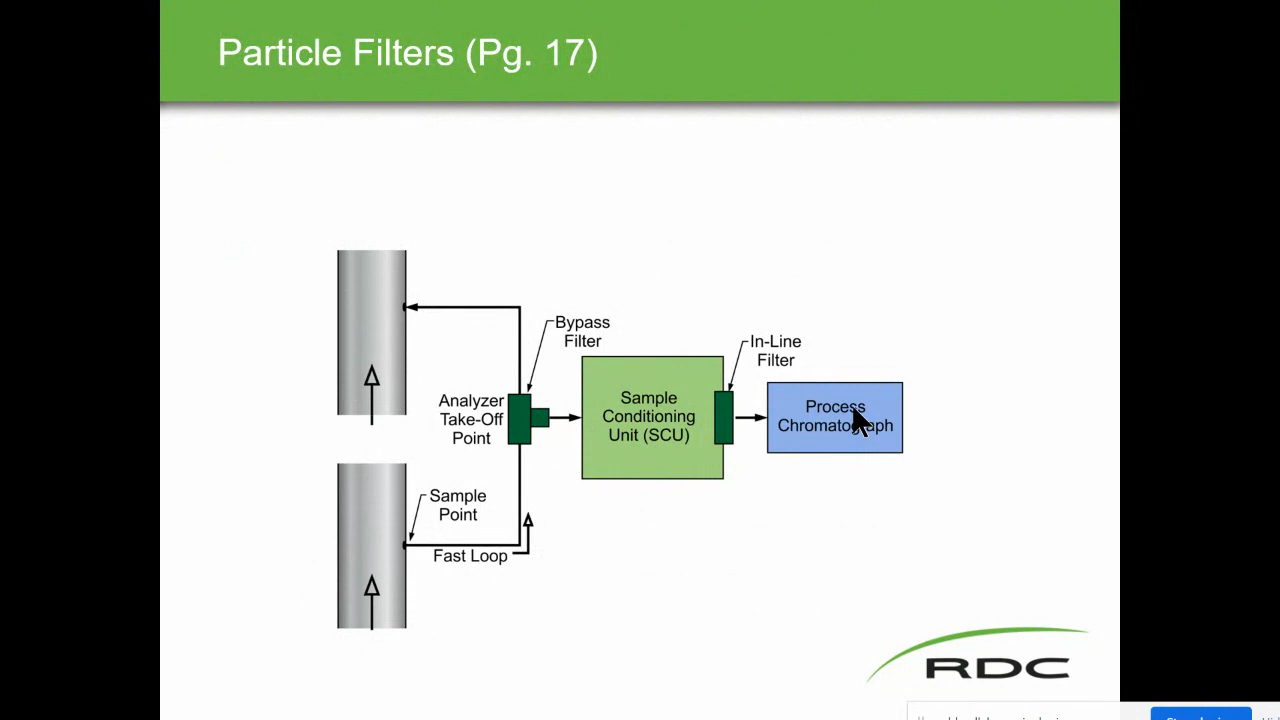 Particle Filters (Pg. 17)
Bypass
Filter
In-Line
Filter
Analyzer
Take-Off
Point
Sample
Conditioning
Unit (SCU)
Process
Chromatograph
Sample
Point
Fast Loop
RDC